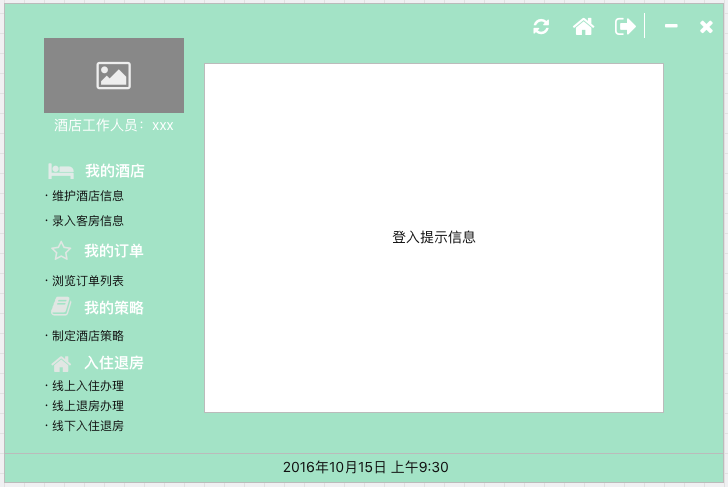 酒店工作人员：xxx
我的酒店
· 维护酒店信息
· 录入客房信息
我的订单
· 浏览订单列表
我的策略
· 制定酒店策略
入住退房
· 线上入住办理
· 线上退房办理
· 线下入住退房
登入提示信息
2016年10月15日 上午9:30